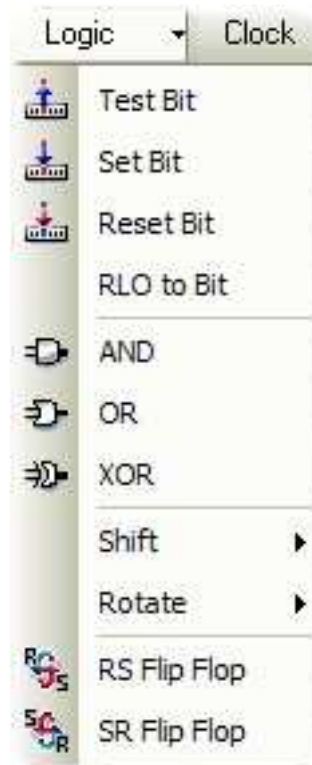 Logic Clock
Test Bit
Set Bit
Reset Bit
RLO to Bit
AND
OR
XOR
Shift
Rotate
R S RS Flip Flop
S R SR Flip Flop